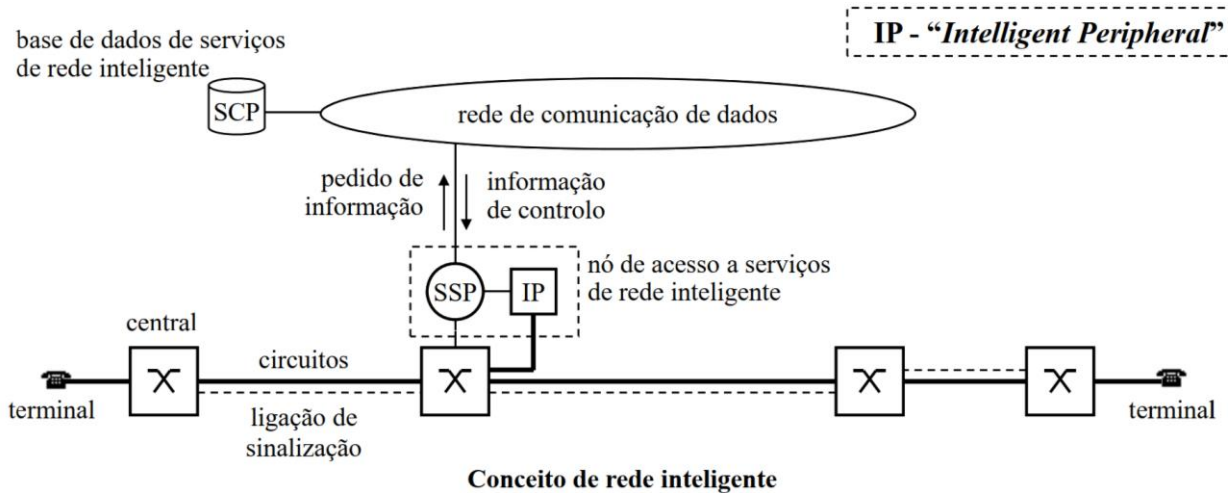 IP - “Intelligent Peripheral”
base de dados de serviços
de rede inteligente
SCP
rede de comunicação de dados
pedido de
informação
informação
de controlo
SSP
IP
nó de acesso a serviços
de rede inteligente
central
circuitos
terminal
ligação de
sinalização
terminal
Conceito de rede inteligente